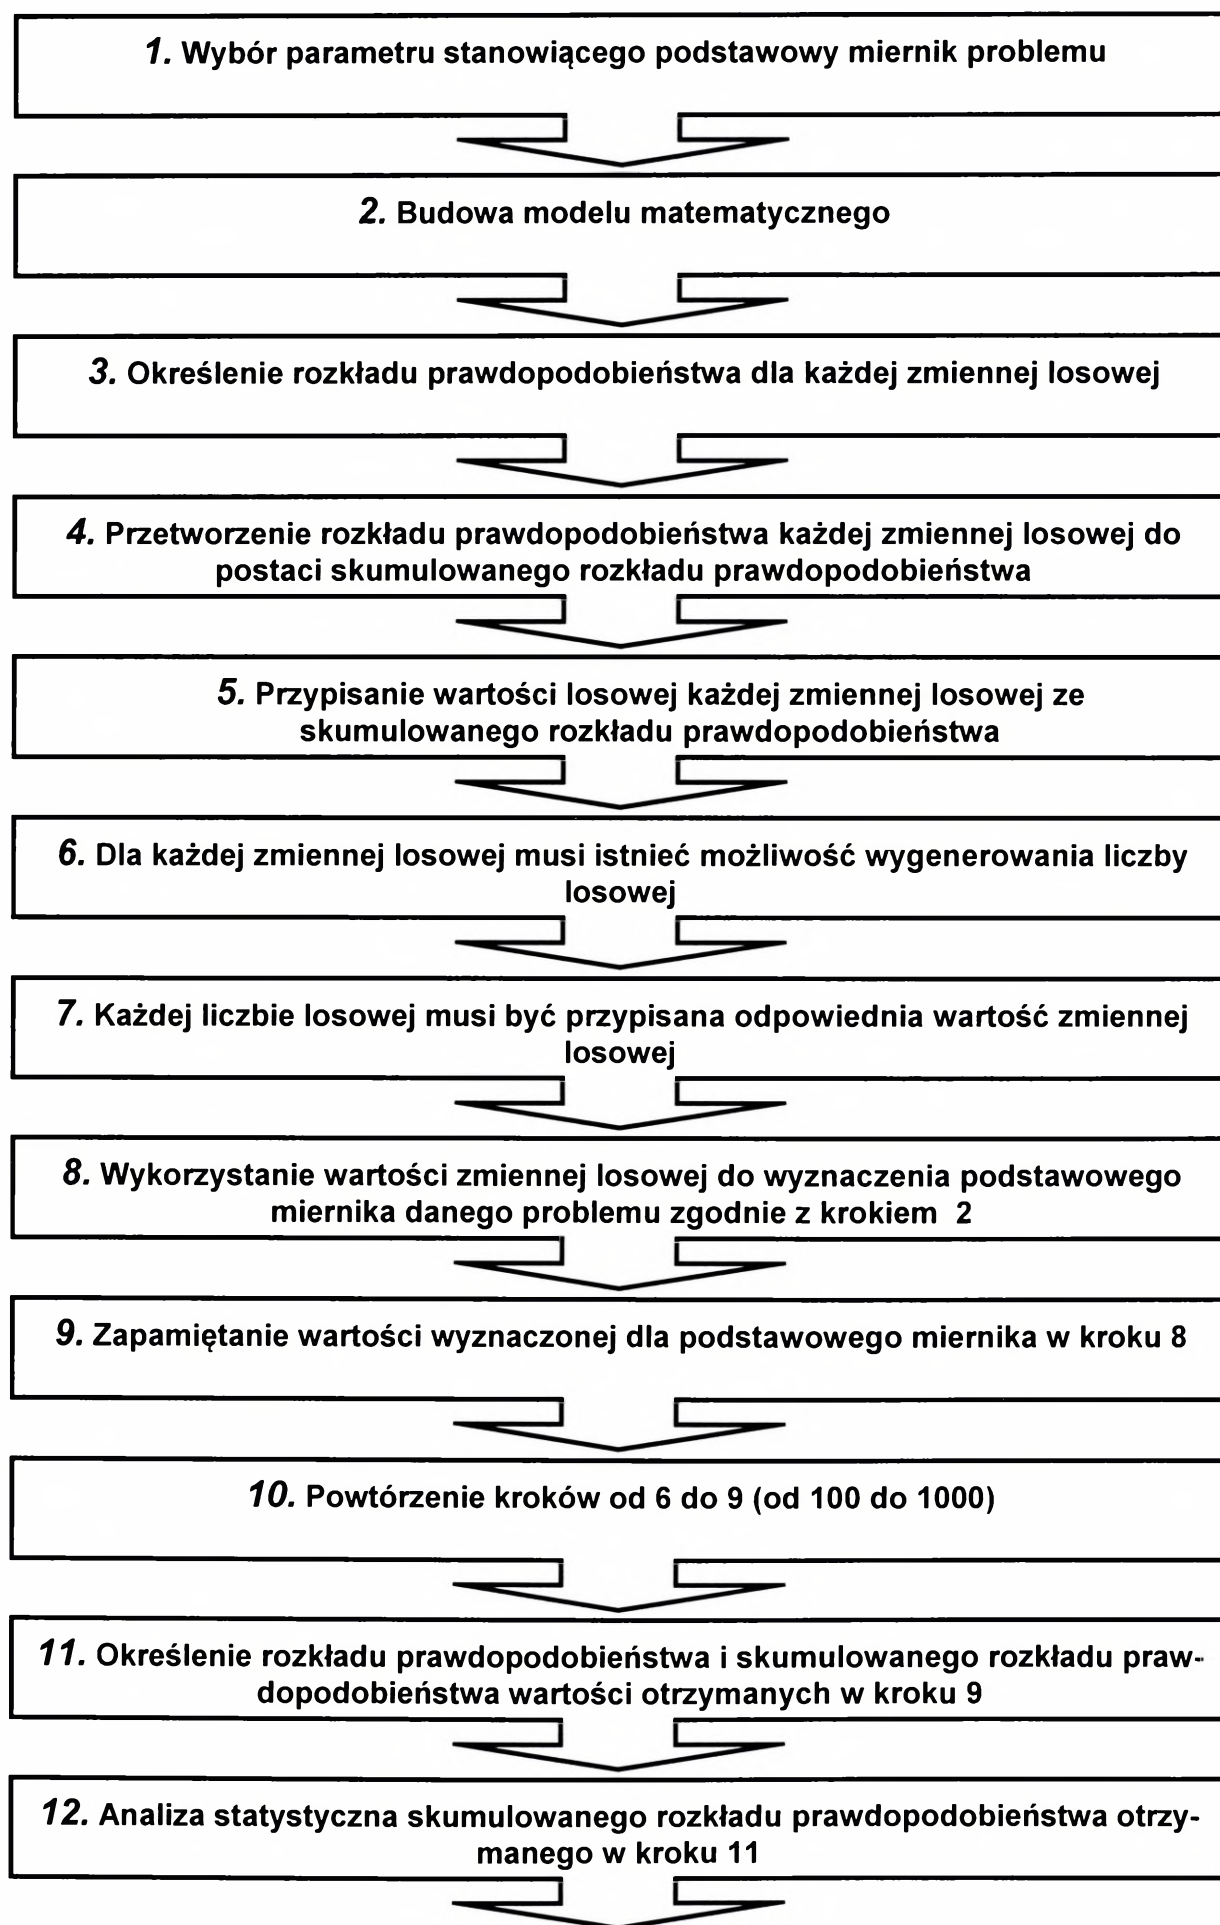 1. Wybór parametru stanowiącego podstawowy miernik problemu
2. Budowa modelu matematycznego
3. Określenie rozkładu prawdopodobieństwa dla każdej zmiennej losowej
4. Przetworzenie rozkładu prawdopodobieństwa każdej zmiennej losowej do
postaci skumulowanego rozkładu prawdopodobieństwa
5. Przypisanie wartości losowej każdej zmiennej losowej ze
skumulowanego rozkładu prawdopodobieństwa
6. Dla każdej zmiennej losowej musi istnieć możliwość wygenerowania liczby
losowej
7. Każdej liczbie losowej musi być przypisana odpowiednia wartość zmiennej
losowej
8. Wykorzystanie wartości zmiennej losowej do wyznaczenia podstawowego
miernika danego problemu zgodnie z krokiem 2
9. Zapamiętanie wartości wyznaczonej dla podstawowego miernika w kroku 8
10. Powtórzenie kroków od 6 do 9 (od 100 do 1000)
11. Określenie rozkładu prawdopodobieństwa i skumulowanego rozkładu praw-
dopodobieństwa wartości otrzymanych w kroku 9
12. Analiza statystyczna skumulowanego rozkładu prawdopodobieństwa otrzy-
manego w kroku 11